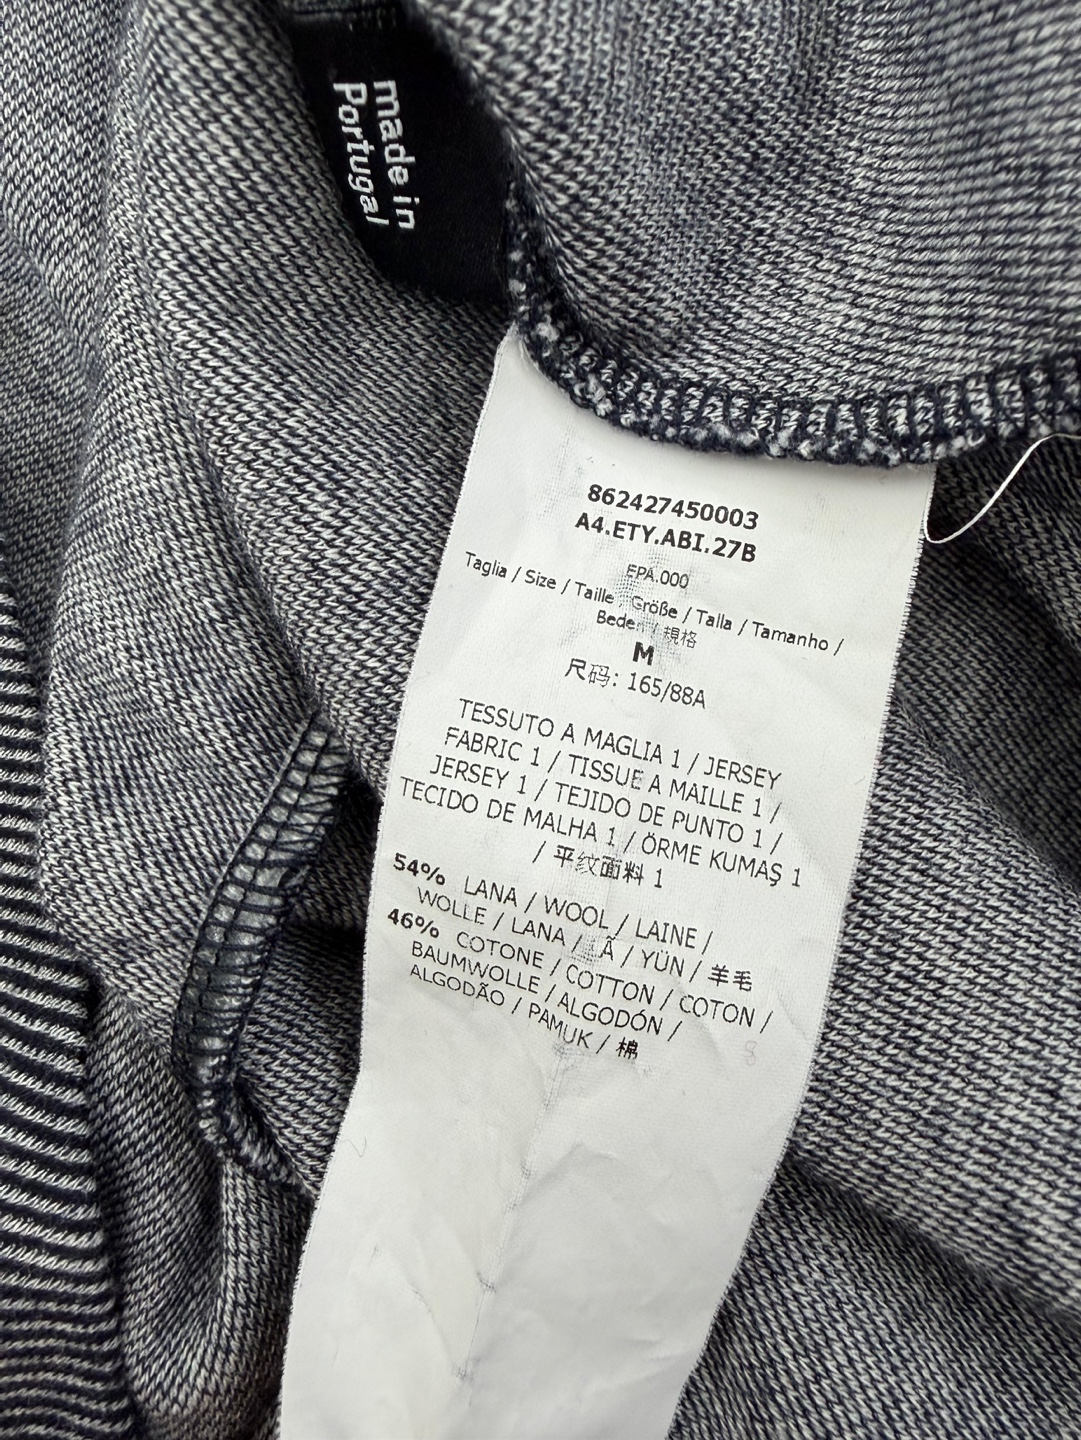 made in
Portugal
862427450003
A4.ETY.ABI.27B
EPA.000
Taglia / Size / Taille / Größe / Talla / Tamanho /
Beden / 规格
M
尺码: 165/88A
TESSUTO A MAGLIA 1 / JERSEY
FABRIC 1 / TISSUE A MAILLE 1 /
JERSEY 1 / TEJIDO DE PUNTO 1 /
TECIDO DE MALHA 1 / ÖRME KUMAŞ 1
/ 平纹面料 1
54% LANA / WOOL / LAINE /
WOLLE / LANA / LÃ / YÜN / 羊毛
46% COTONE / COTTON / COTON /
BAUMWOLLE / ALGODÓN /
ALGODÃO / PAMUK / 棉